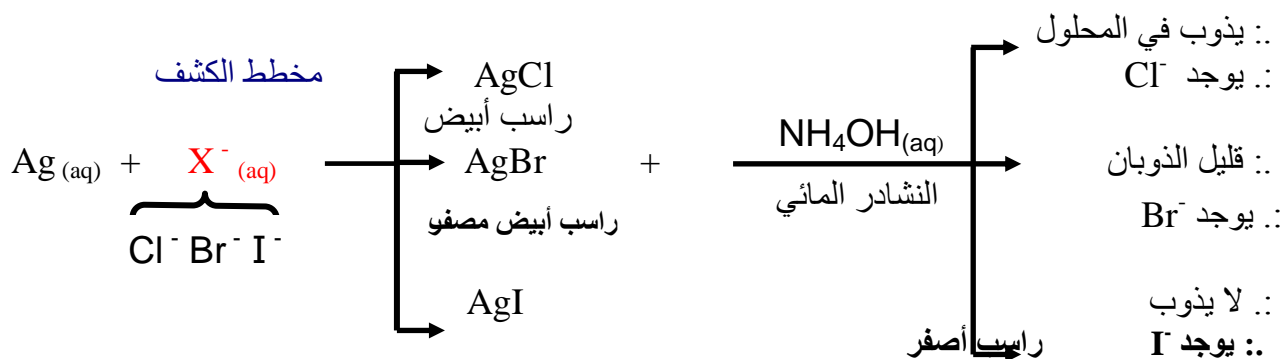 مخطط الكشف
Ag (aq) + X - (aq)
Cl - Br - I -
AgCl
راسب أبيض
AgBr
راسب أبيض مصفر
AgI
+
NH4OH(aq)
النشادر المائي
:. يذوب في المحلول
:. يوجد Cl-
:. قليل الذوبان
:. يوجد Br-
:. لا يذوب
راسب أصفر
:. يوجد I-